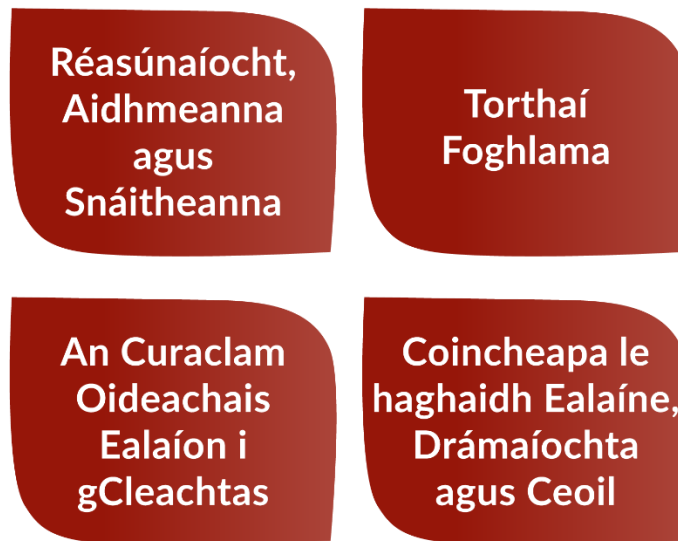 Réasúnaíocht,
Aidhmeanna
agus
Snáitheanna
Torthaí
Foghlama
An Curaclam
Oideachais
Ealaíon i
gCleachtas
Coincheapa le
haghaidh Ealaíne,
Drámaíochta
agus Ceoil